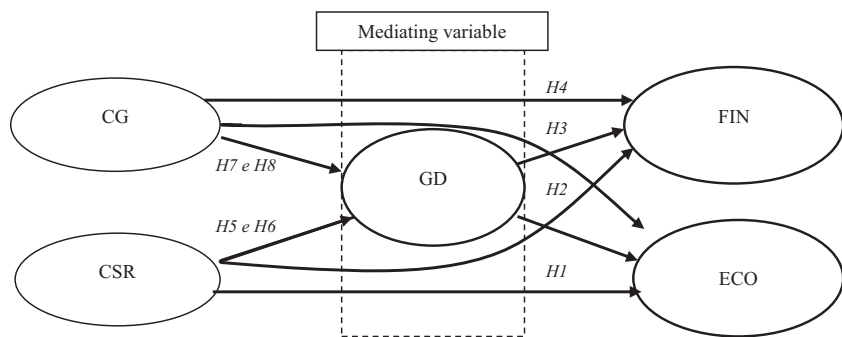 Mediating variable
CG
H4
FIN
H3
H7 e H8
GD
H2
H5 e H6
CSR
H1
ECO